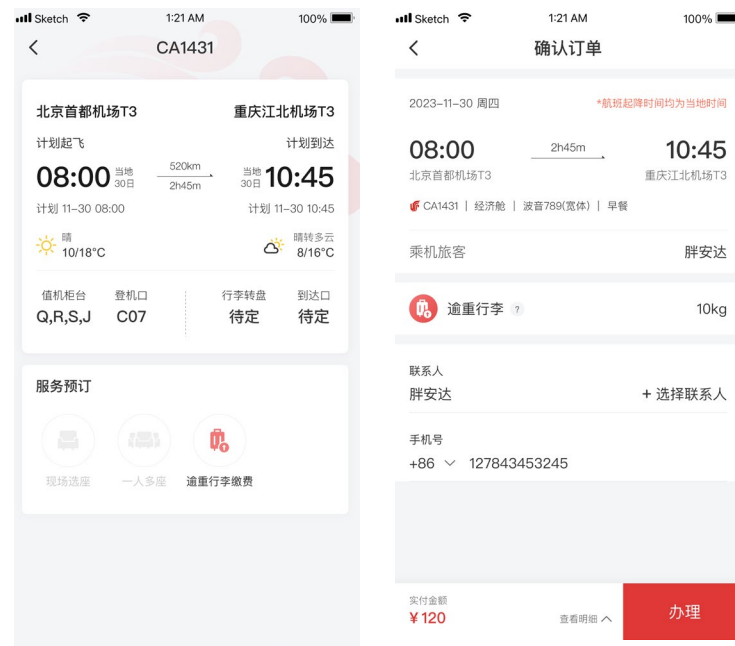 Sketch 1:21 AM 100%
CA1431
北京首都机场T3 重庆江北机场T3
计划起飞 计划到达
08:00 当地30日 520km 2h45m 当地30日 10:45
计划 11-30 08:00 计划 11-30 10:45
晴 晴转多云
10/18°C 8/16°C
值机柜台 登机口 行李转盘 到达口
Q,R,S,J C07 待定 待定
服务预订
现场选座 一人多座 逾重行李缴费
Sketch 1:21 AM 100%
确认订单
2023-11-30 周四 *航班起降时间均为当地时间
08:00 2h45m 10:45
北京首都机场T3 重庆江北机场T3
CA1431 | 经济舱 | 波音789(宽体) | 早餐
乘机旅客 胖安达
逾重行李 ? 10kg
联系人
胖安达 + 选择联系人
手机号
+86 127843453245
实付金额
¥120 查看明细 办理